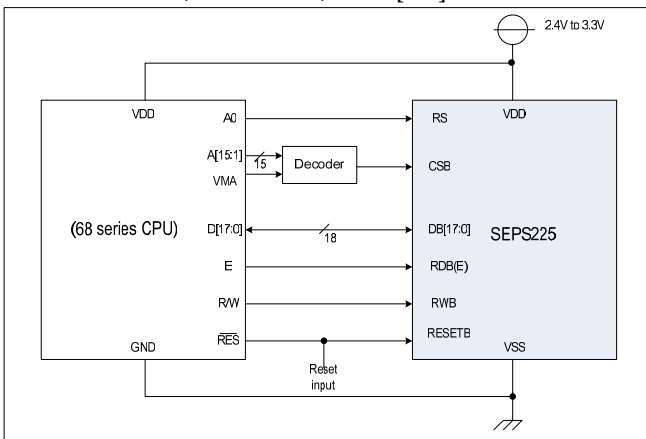 2.4V to 3.3V
VDD
A0
A[15:1]
15
VMA
Decoder
(68 series CPU)
D[17:0]
18
E
R/W
RES
GND
Reset
input
VDD
RS
CSB
DB[17:0]
SEPS225
RDB(E)
RWB
RESETB
VSS